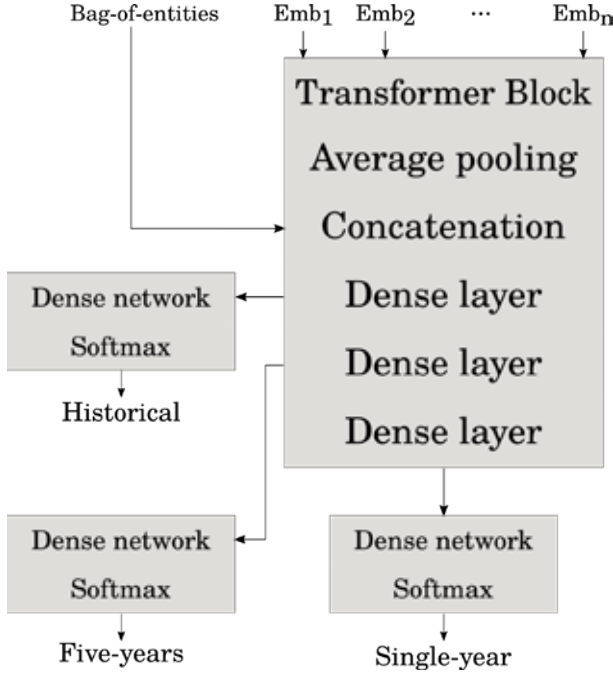 Bag-of-entities
Emb1 Emb2 ... Embn
Transformer Block
Average pooling
Concatenation
Dense layer
Dense layer
Dense layer
Dense network
Softmax
Historical
Dense network
Softmax
Five-years
Dense network
Softmax
Single-year